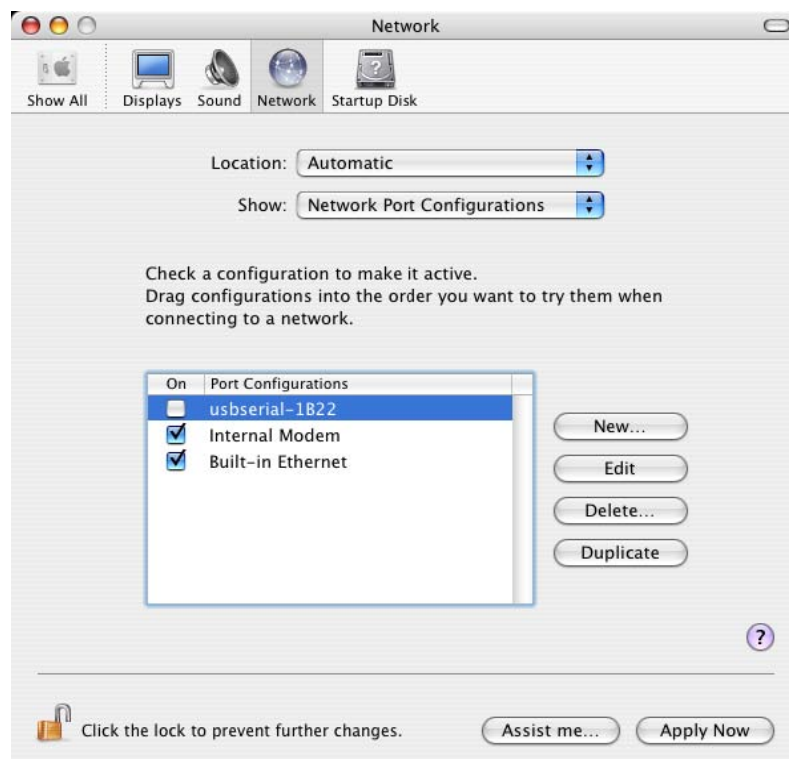 Network
Show All
Displays
Sound
Network
Startup Disk
Location: Automatic
Show: Network Port Configurations
Check a configuration to make it active.
Drag configurations into the order you want to try them when
connecting to a network.
On Port Configurations
usbserial-1B22
Internal Modem
Built-in Ethernet
New...
Edit
Delete...
Duplicate
?
Click the lock to prevent further changes.
Assist me...
Apply Now